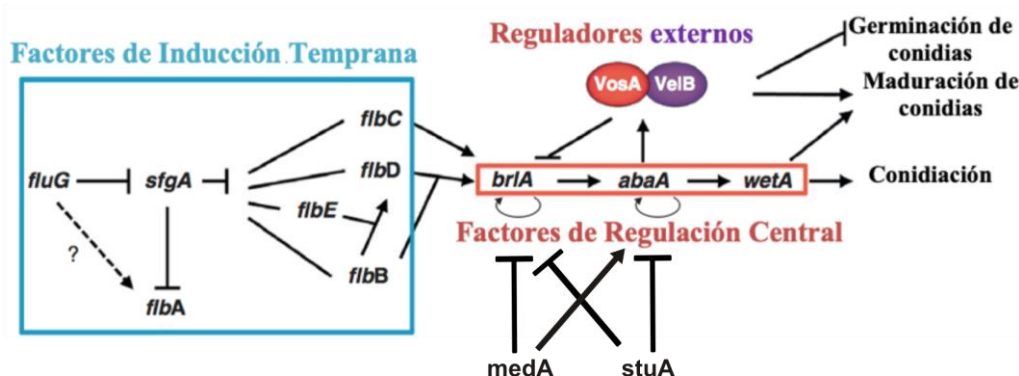 Reguladores externos
Germinación de
conidias
Factores de Inducción Temprana
VosA VelB
Maduración de
conidias
flbC
fluG sfgA flbD brlA abaA wetA Conidiación
flbE
Factores de Regulación Central
?
flbB
flbA
medA stuA